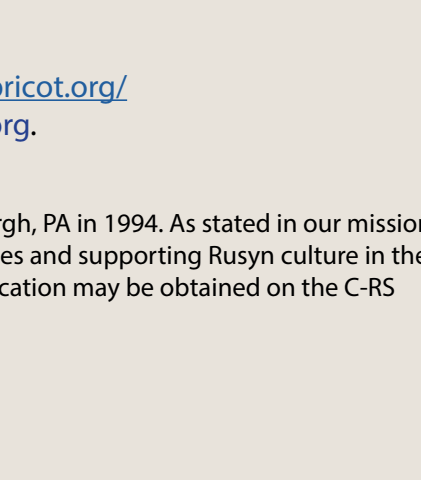 ricot.org/
rg.
rgh, PA in 1994. As stated in our mission
es and supporting Rusyn culture in the
cation may be obtained on the C-RS